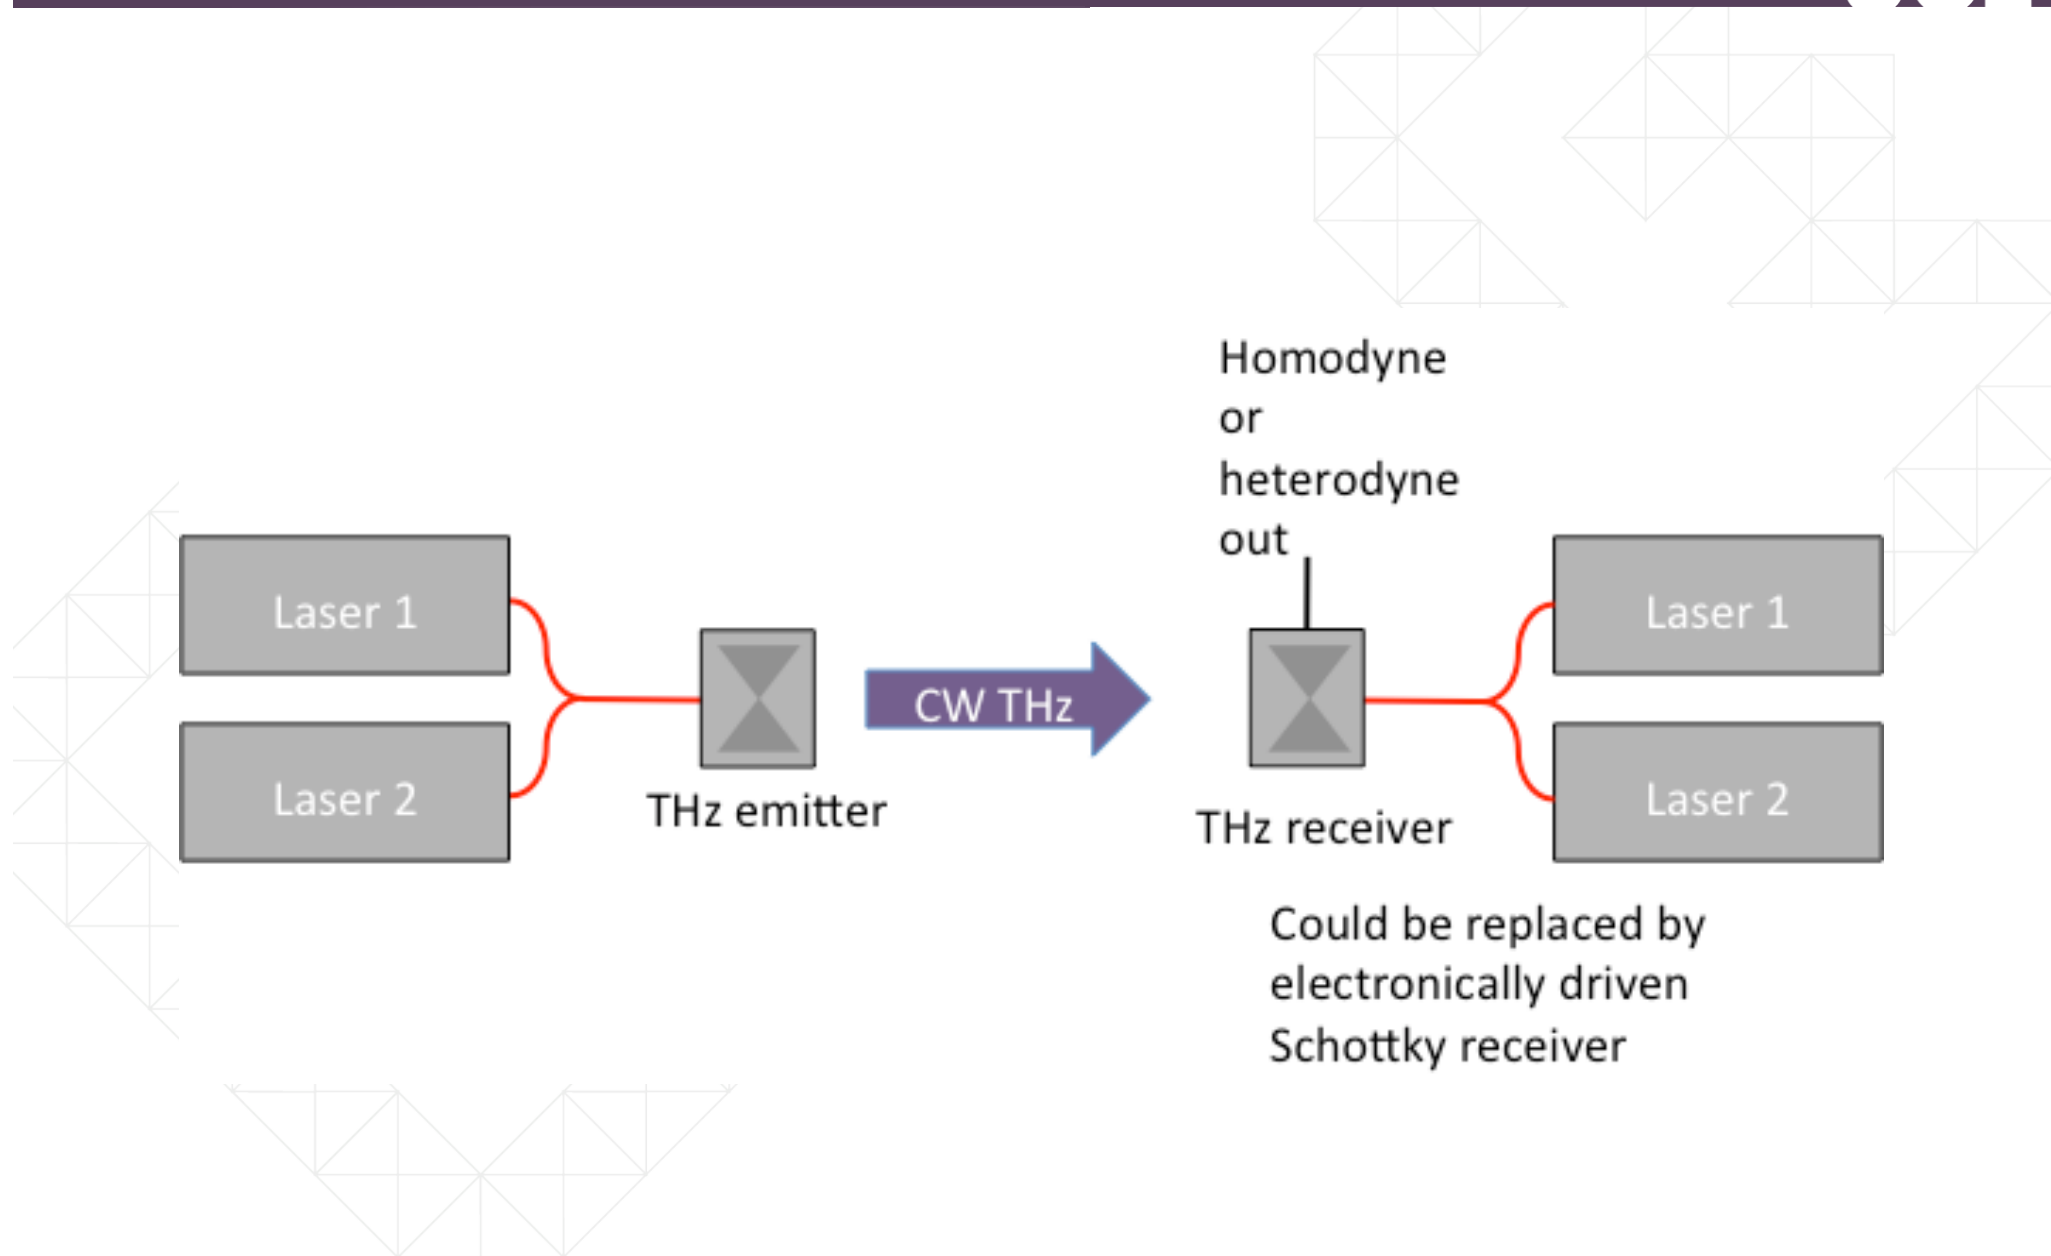 Homodyne
or
heterodyne
out
Laser 1
Laser 2
THz emitter
CW THz
THz receiver
Laser 1
Laser 2
Could be replaced by
electronically driven
Schottky receiver